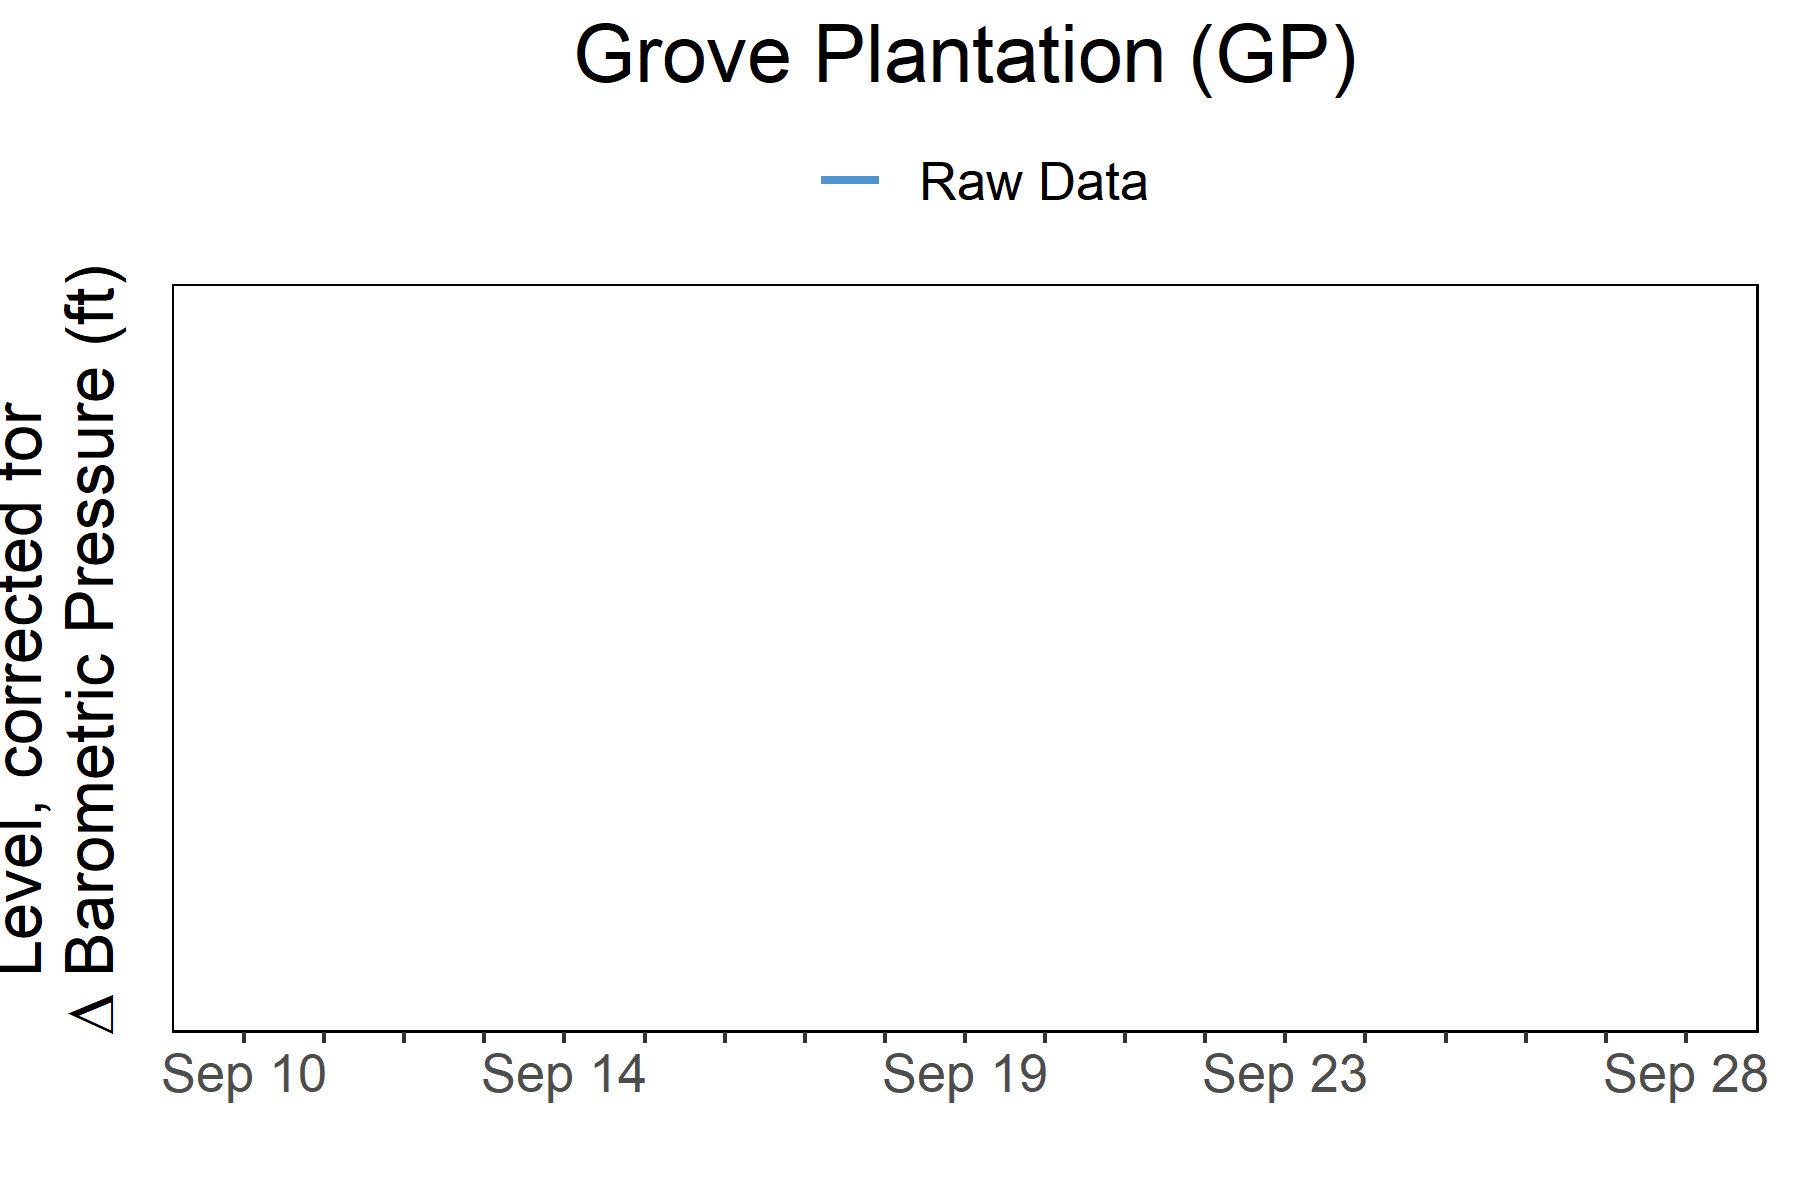 Grove Plantation (GP)
Raw Data
Level, corrected for
Δ Barometric Pressure (ft)
Sep 10 Sep 14 Sep 19 Sep 23 Sep 28